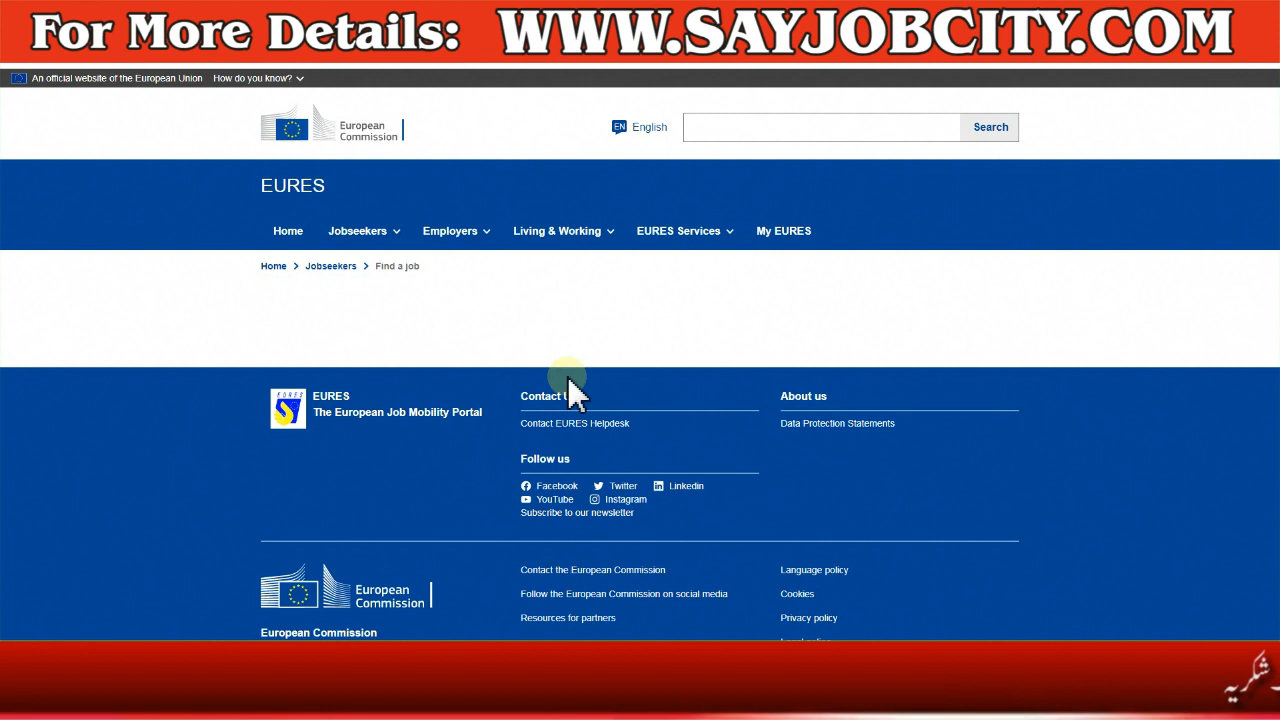 For More Details: WWW.SAYJOBCITY.COM
An official website of the European Union How do you know?
European
Commission
EN English
Search
EURES
Home Jobseekers Employers Living & Working EURES Services My EURES
Home > Jobseekers > Find a job
EURES
EURES
The European Job Mobility Portal
Contact
Contact EURES Helpdesk
Follow us
Facebook Twitter Linkedin
YouTube Instagram
Subscribe to our newsletter
About us
Data Protection Statements
European
Commission
European Commission
Contact the European Commission
Follow the European Commission on social media
Resources for partners
Language policy
Cookies
Privacy policy
شکریہ